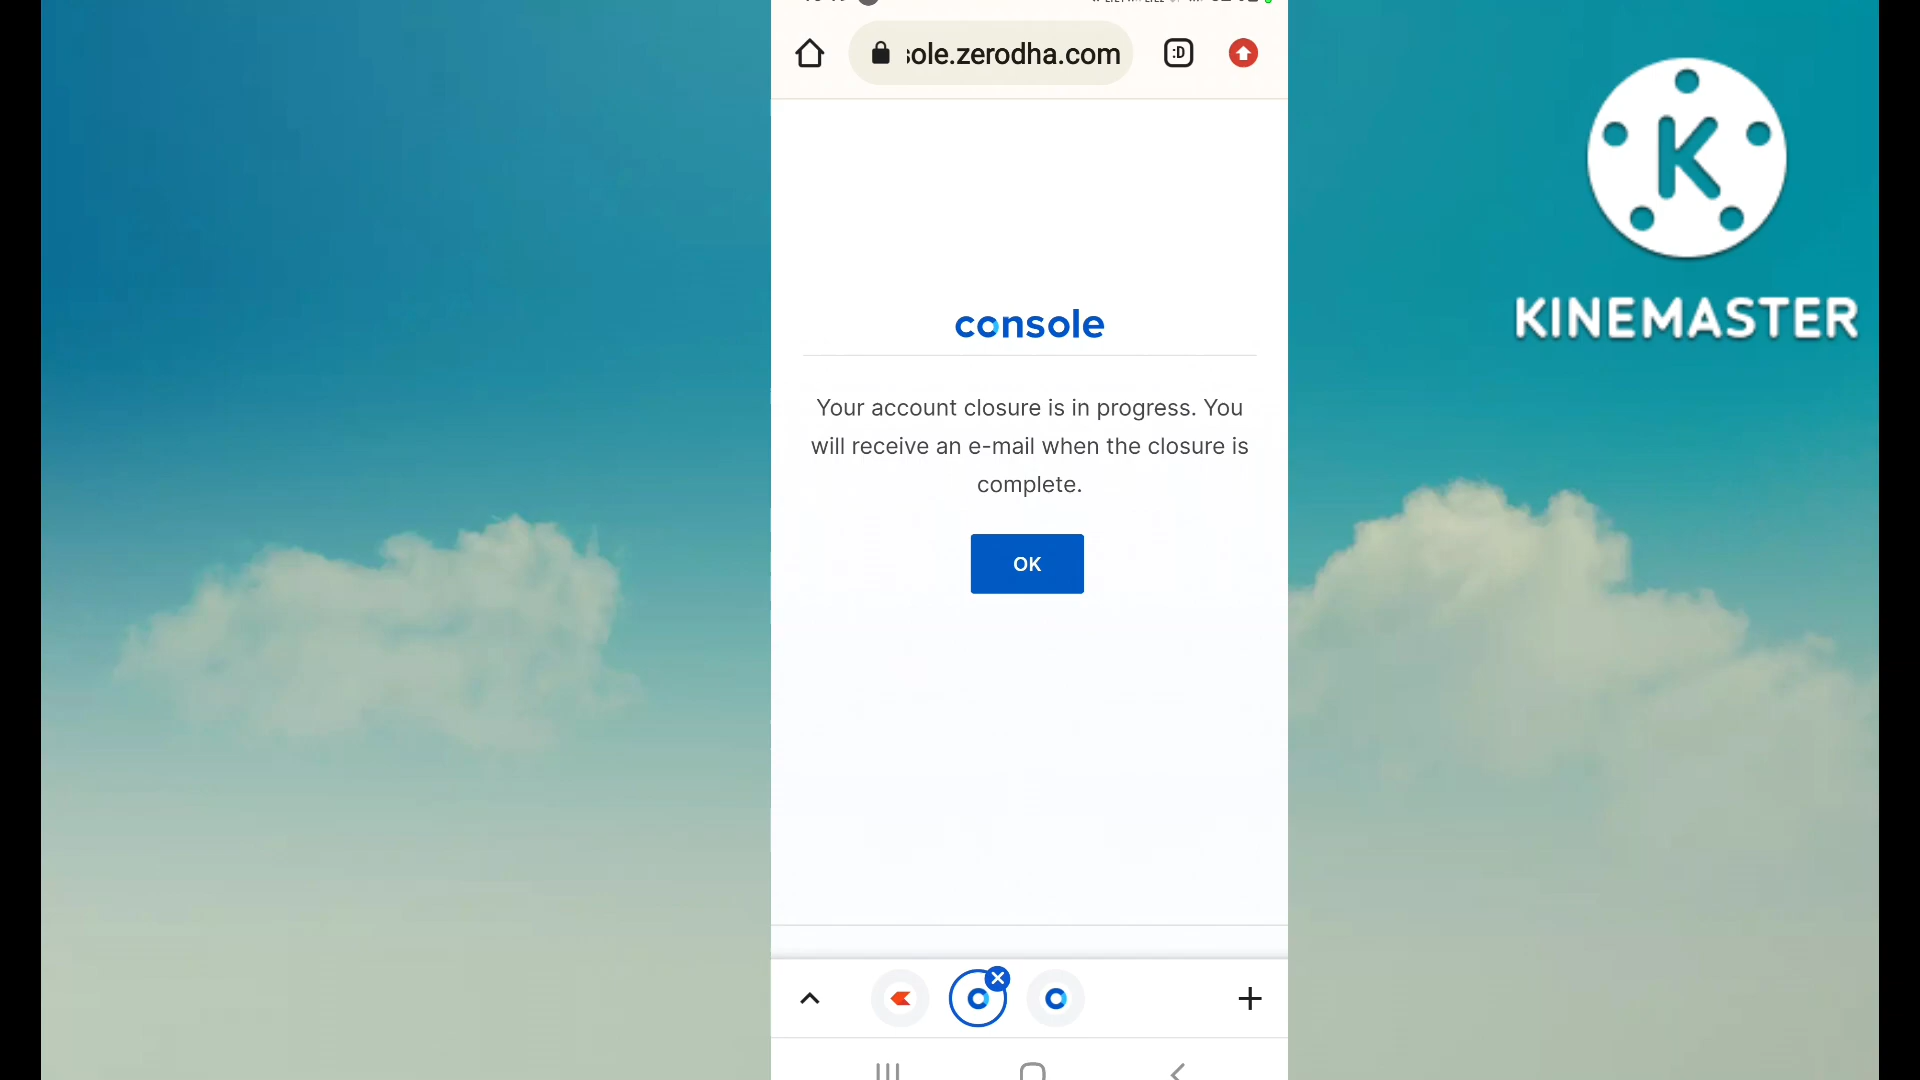 sole.zerodha.com
:D
K
KINEMASTER
console
Your account closure is in progress. You
will receive an e-mail when the closure is
complete.
OK